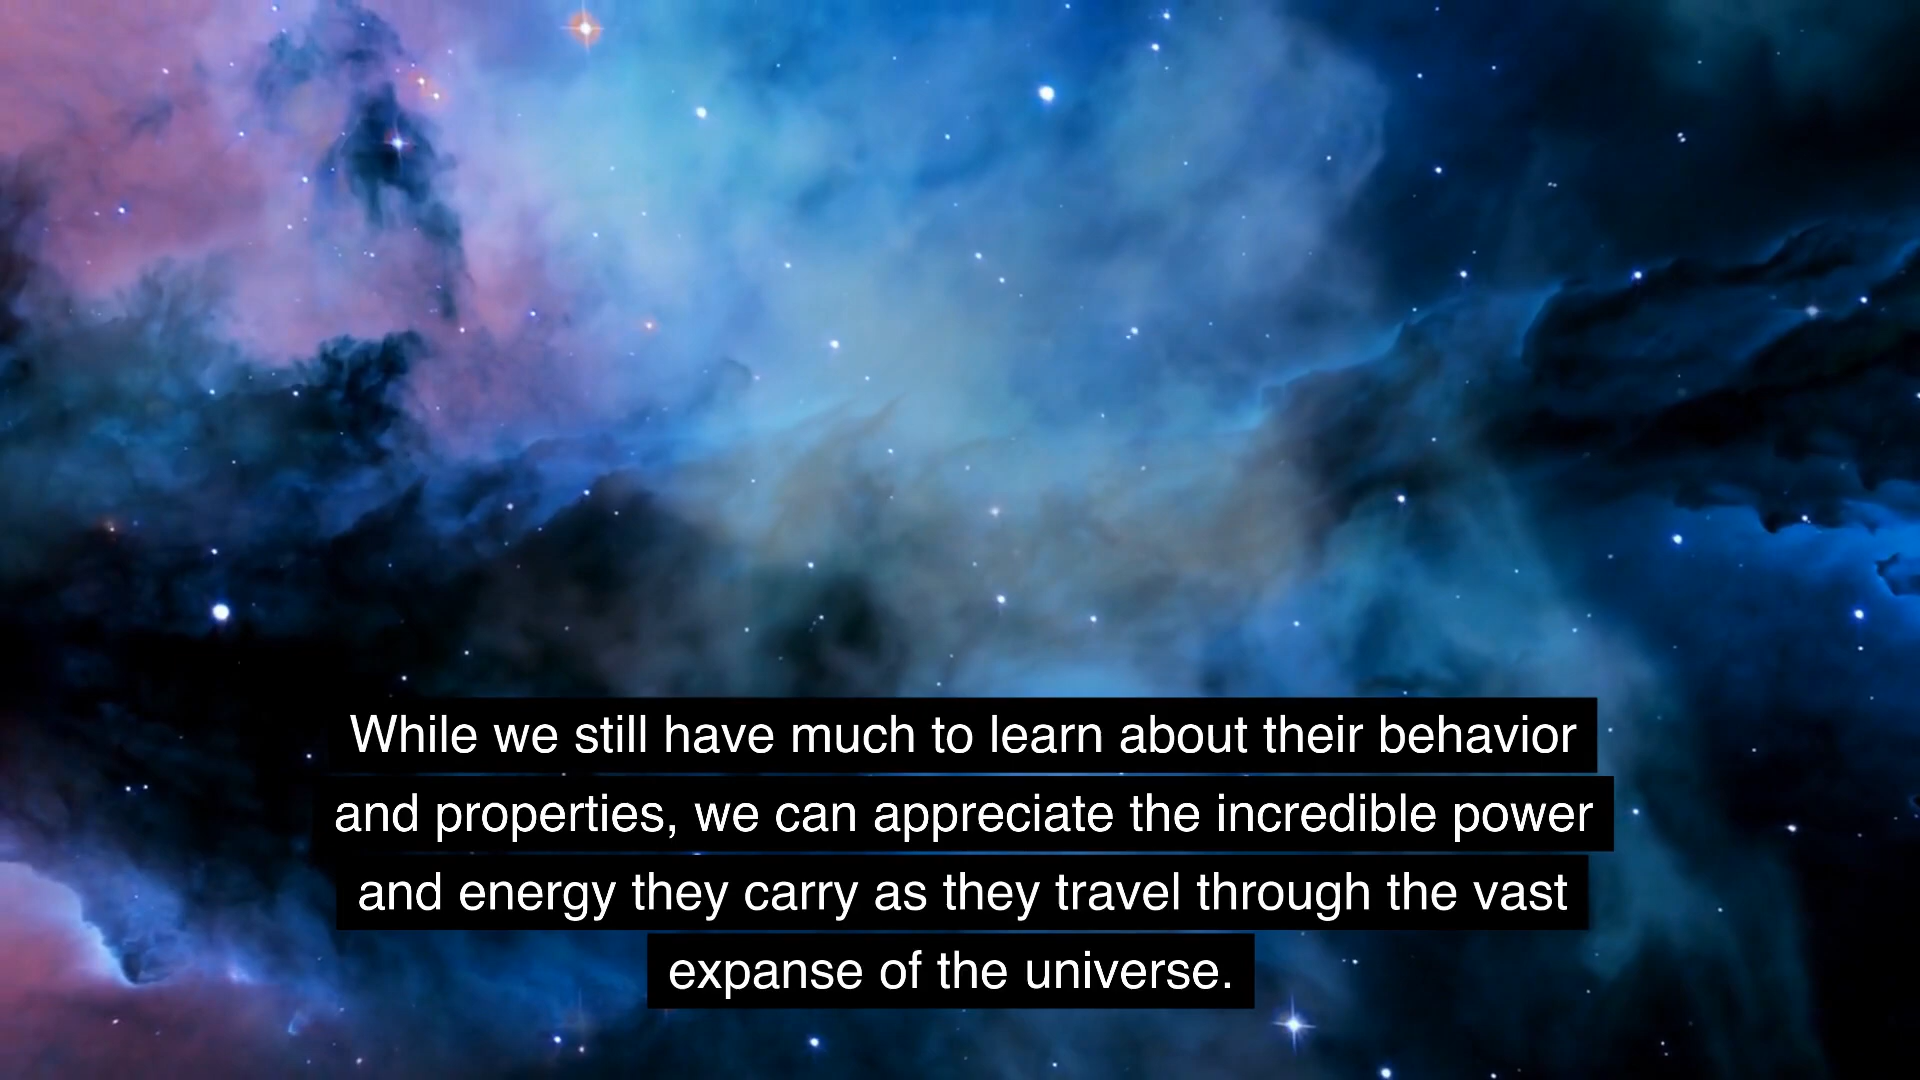 While we still have much to learn about their behavior
and properties, we can appreciate the incredible power
and energy they carry as they travel through the vast
expanse of the universe.